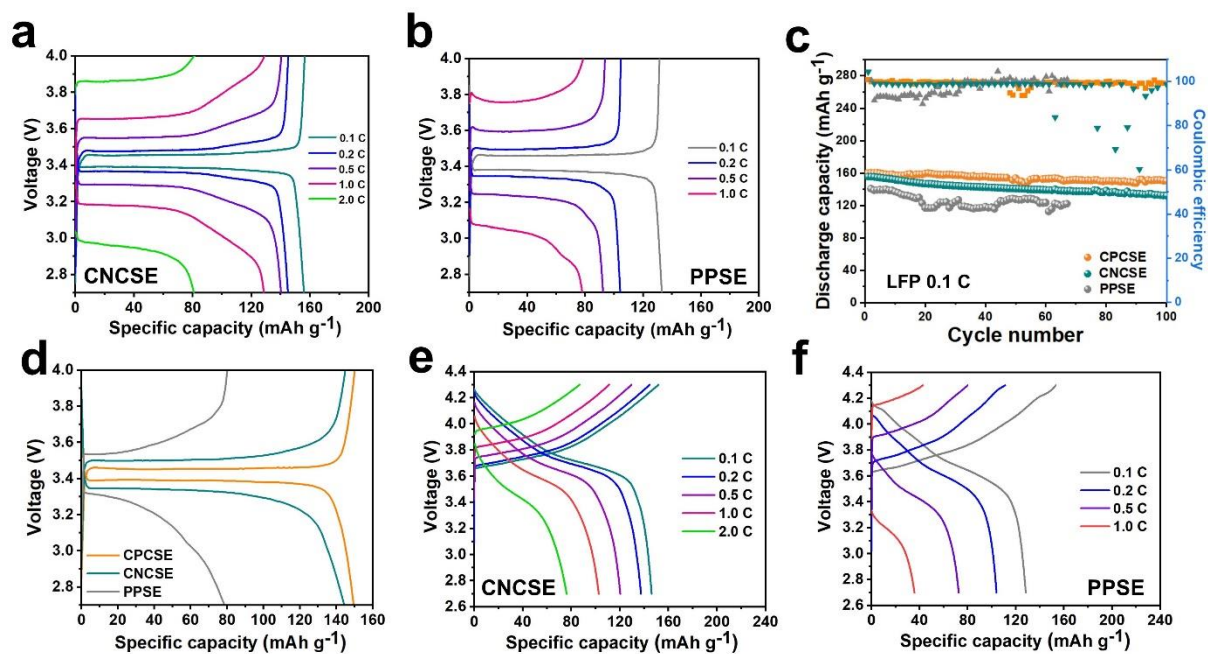 a
4.0
3.8
3.6
3.4
3.2
3.0
2.8
Voltage (V)
0.1 C
0.2 C
0.5 C
1.0 C
2.0 C
CNCSE
0 40 80 120 160 200
Specific capacity (mAh g-1)
b
4.0
3.8
3.6
3.4
3.2
3.0
2.8
Voltage (V)
0.1 C
0.2 C
0.5 C
1.0 C
PPSE
0 40 80 120 160 200
Specific capacity (mAh g-1)
c
280
240
200
160
120
80
40
0
Discharge capacity (mAh g-1)
100
80
60
40
20
0
Coulombic efficiency
CPCSE
CNCSE
PPSE
LFP 0.1 C
0 20 40 60 80 100
Cycle number
d
4.0
3.8
3.6
3.4
3.2
3.0
2.8
Voltage (V)
CPCSE
CNCSE
PPSE
0 20 40 60 80 100 120 140 160
Specific capacity (mAh g-1)
e
4.4
4.2
4.0
3.8
3.6
3.4
3.2
3.0
2.8
2.6
Voltage (V)
0.1 C
0.2 C
0.5 C
1.0 C
2.0 C
CNCSE
0 40 80 120 160 200 240
Specific capacity (mAh g-1)
f
4.4
4.2
3.9
3.6
3.3
3.0
2.8
2.6
Voltage (V)
0.1 C
0.2 C
0.5 C
1.0 C
PPSE
0 40 80 120 160 200 240
Specific capacity (mAh g-1)